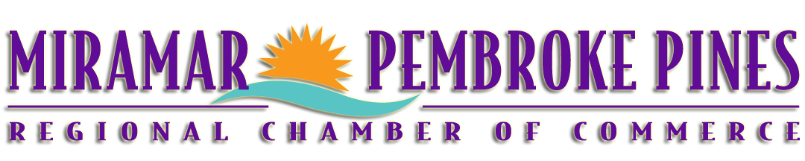 MIRAMAR PEMBROKE PINES
REGIONAL CHAMBER OF COMMERCE